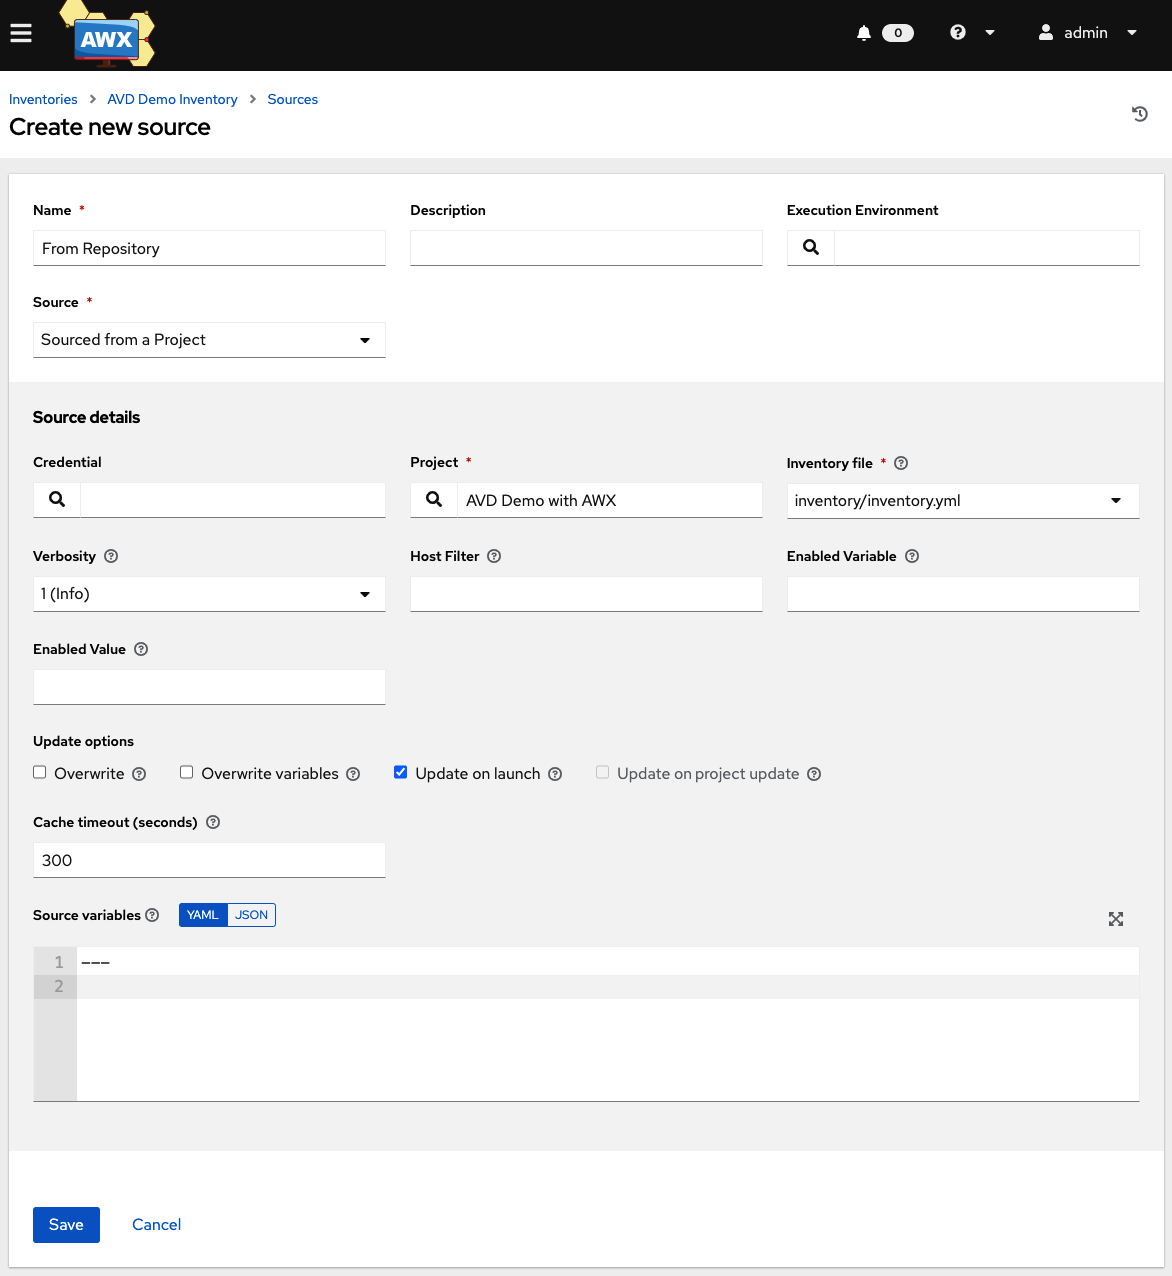 AWX
0
admin
Inventories > AVD Demo Inventory > Sources
Create new source
Name *
Description
Execution Environment
From Repository
Source *
Sourced from a Project
Source details
Credential
Project *
Inventory file *
AVD Demo with AWX
inventory/inventory.yml
Verbosity
Host Filter
Enabled Variable
1 (Info)
Enabled Value
Update options
Overwrite
Overwrite variables
Update on launch
Update on project update
Cache timeout (seconds)
300
Source variables
YAML
JSON
1 ---
2
Save
Cancel